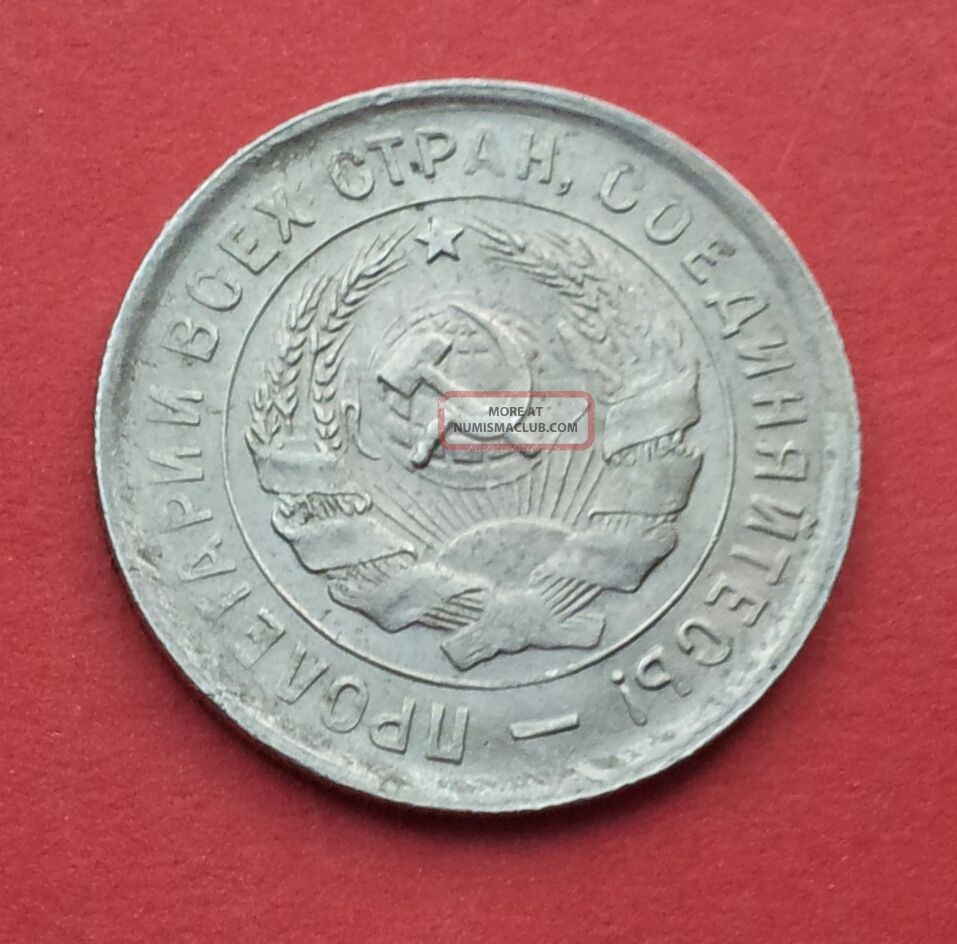 ПРОЛЕТАРИИ ВСЕХ СТРАН, СОЕДИНЯЙТЕСЬ! —
MORE AT
NUMISMACLUB.COM